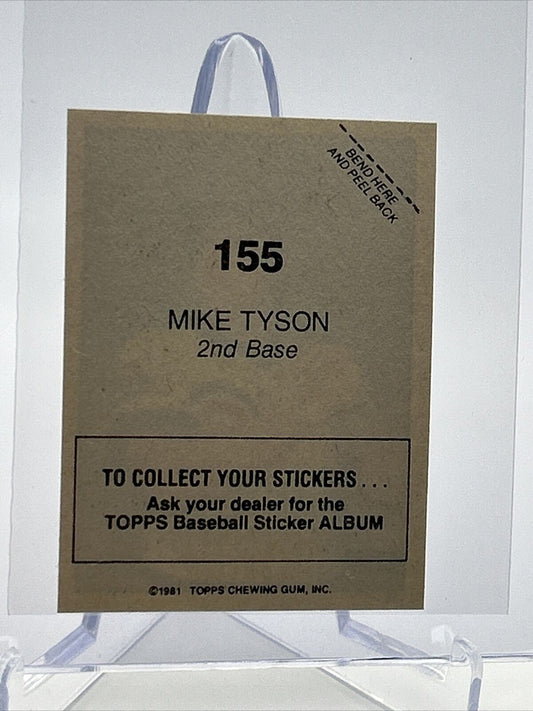 BEND HERE
AND PEEL BACK
155
MIKE TYSON
2nd Base
TO COLLECT YOUR STICKERS...
Ask your dealer for the
TOPPS Baseball Sticker ALBUM
©1981 TOPPS CHEWING GUM, INC.